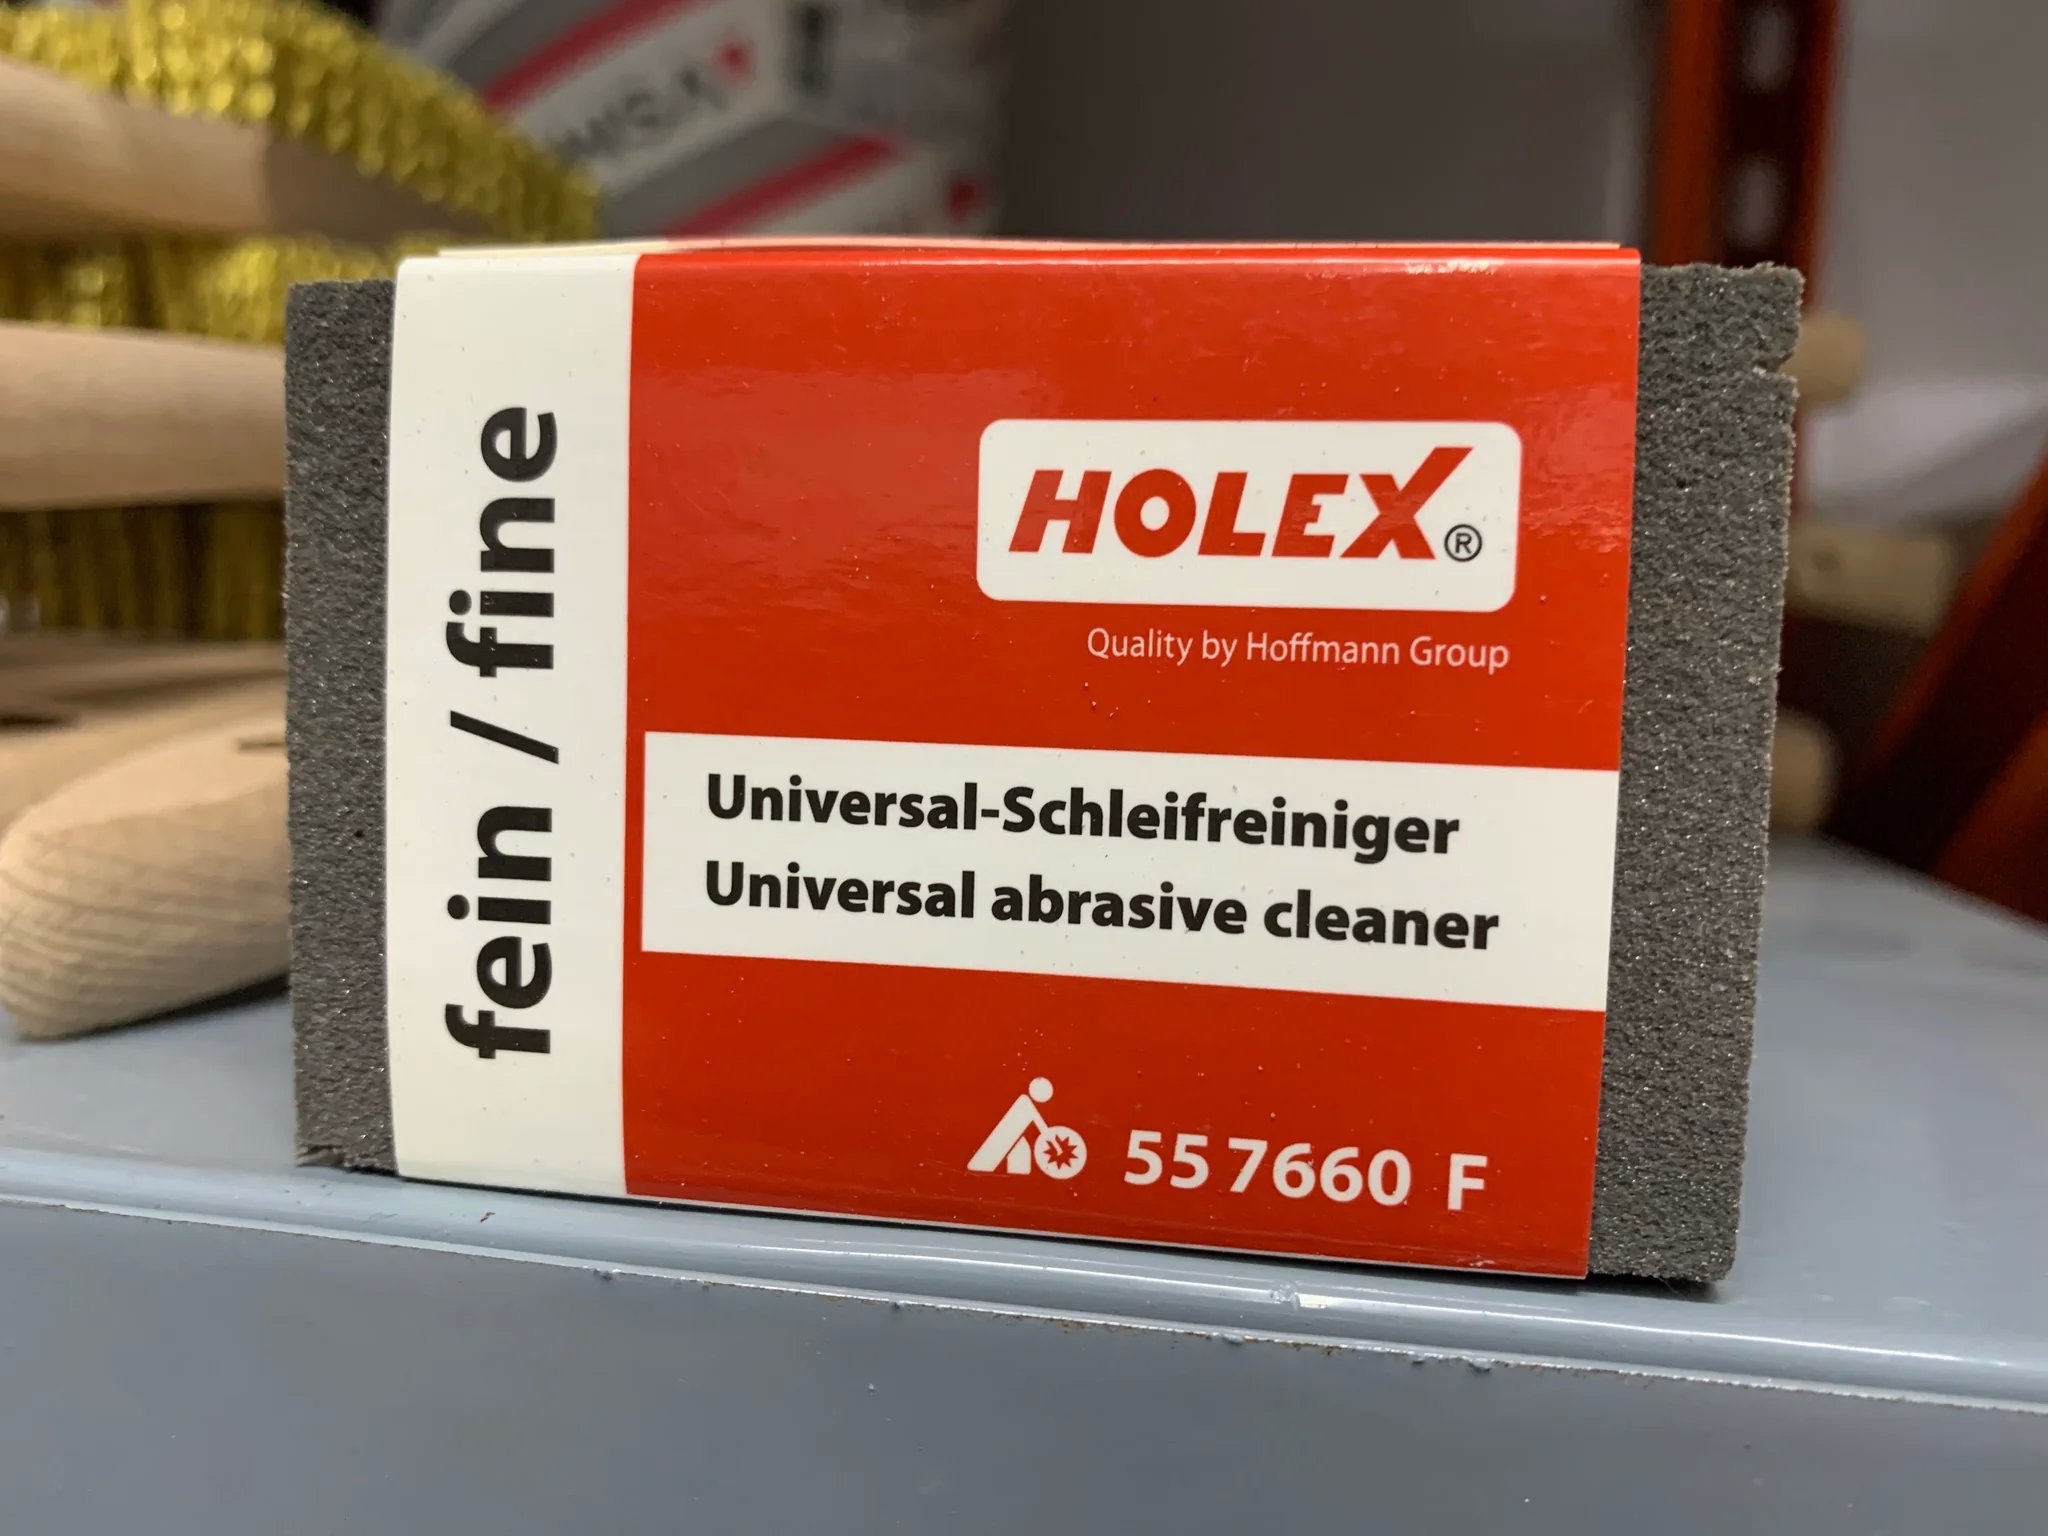 fein / fine
HOLEX®
Quality by Hoffmann Group
Universal-Schleifreiniger
Universal abrasive cleaner
55 7660 F